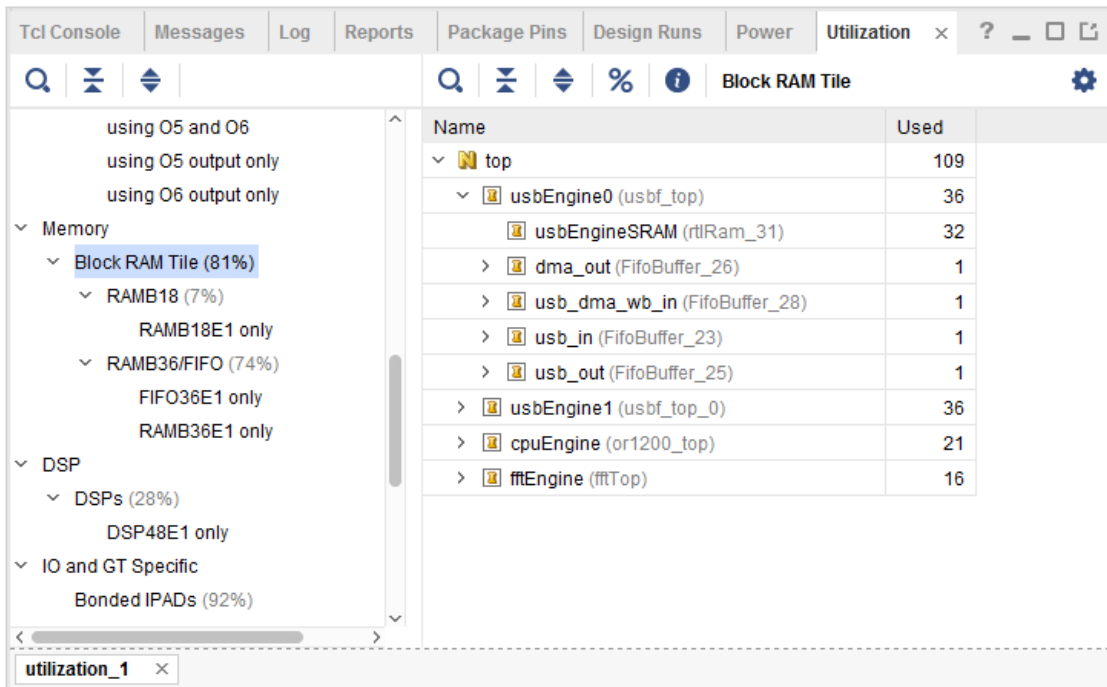 Tcl Console Messages Log Reports Package Pins Design Runs Power Utilization × ? _
% i Block RAM Tile
using O5 and O6
using O5 output only
using O6 output only
Memory
Block RAM Tile (81%)
RAMB18 (7%)
RAMB18E1 only
RAMB36/FIFO (74%)
FIFO36E1 only
RAMB36E1 only
DSP
DSPs (28%)
DSP48E1 only
IO and GT Specific
Bonded IPADs (92%)
Name Used
N top 109
usbEngine0 (usbf_top) 36
usbEngineSRAM (rtlRam_31) 32
dma_out (FifoBuffer_26) 1
usb_dma_wb_in (FifoBuffer_28) 1
usb_in (FifoBuffer_23) 1
usb_out (FifoBuffer_25) 1
usbEngine1 (usbf_top_0) 36
cpuEngine (or1200_top) 21
fftEngine (fftTop) 16
utilization_1 ×